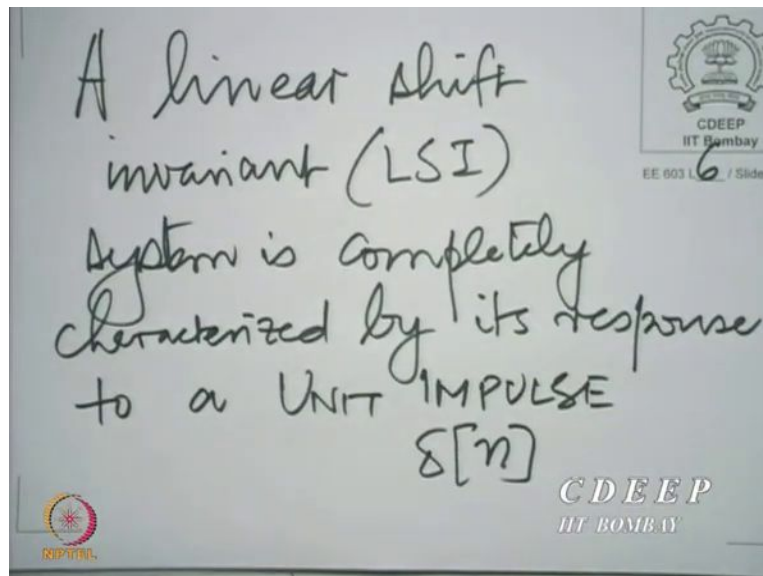 A linear shift
invariant (LSI)
system is completely
characterized by its response
to a UNIT IMPULSE
δ[n]
CDEEP
IIT Bombay
EE 603 L 6 / Slide
CDEEP
IIT BOMBAY
NPTEL